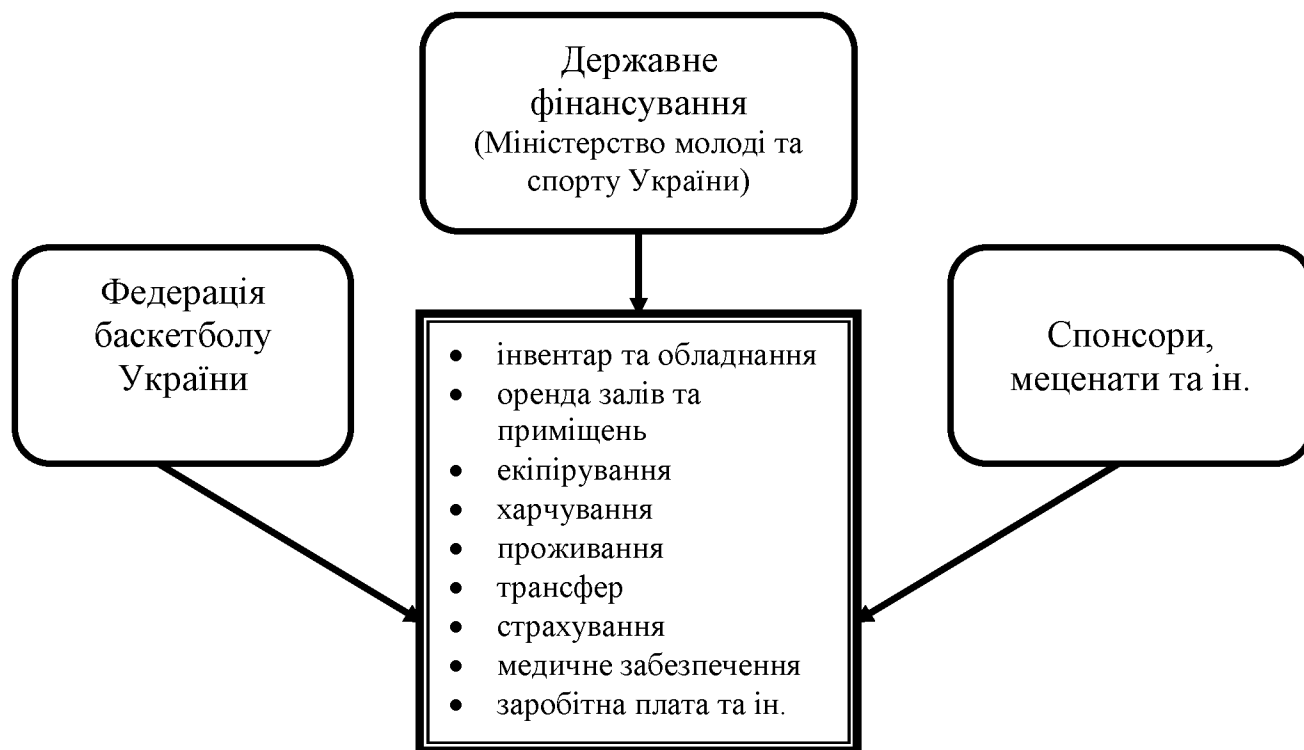 Державне
фінансування
(Міністерство молоді та
спорту України)
Федерація
баскетболу
України
Спонсори,
меценати та ін.
• інвентар та обладнання
• оренда залів та
приміщень
• екіпірування
• харчування
• проживання
• трансфер
• страхування
• медичне забезпечення
• заробітна плата та ін.